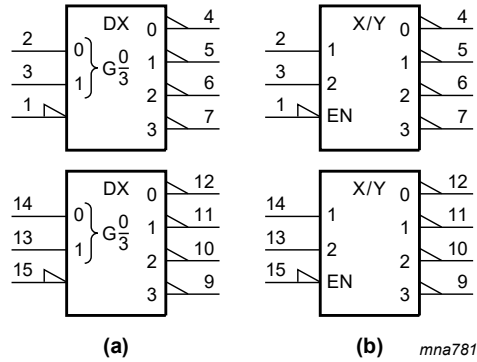 DX 0 4 X/Y 0 4
2 0 2 1
1 5 1 5
3 G 0/3 3 2
1 2 6 2 6
1 1 EN
3 7 3 7
DX 0 12 X/Y 0 12
14 0 14 1
1 11 1 11
13 G 0/3 13 2
1 2 10 2 10
15 15 EN
3 9 3 9
(a) (b) mna781